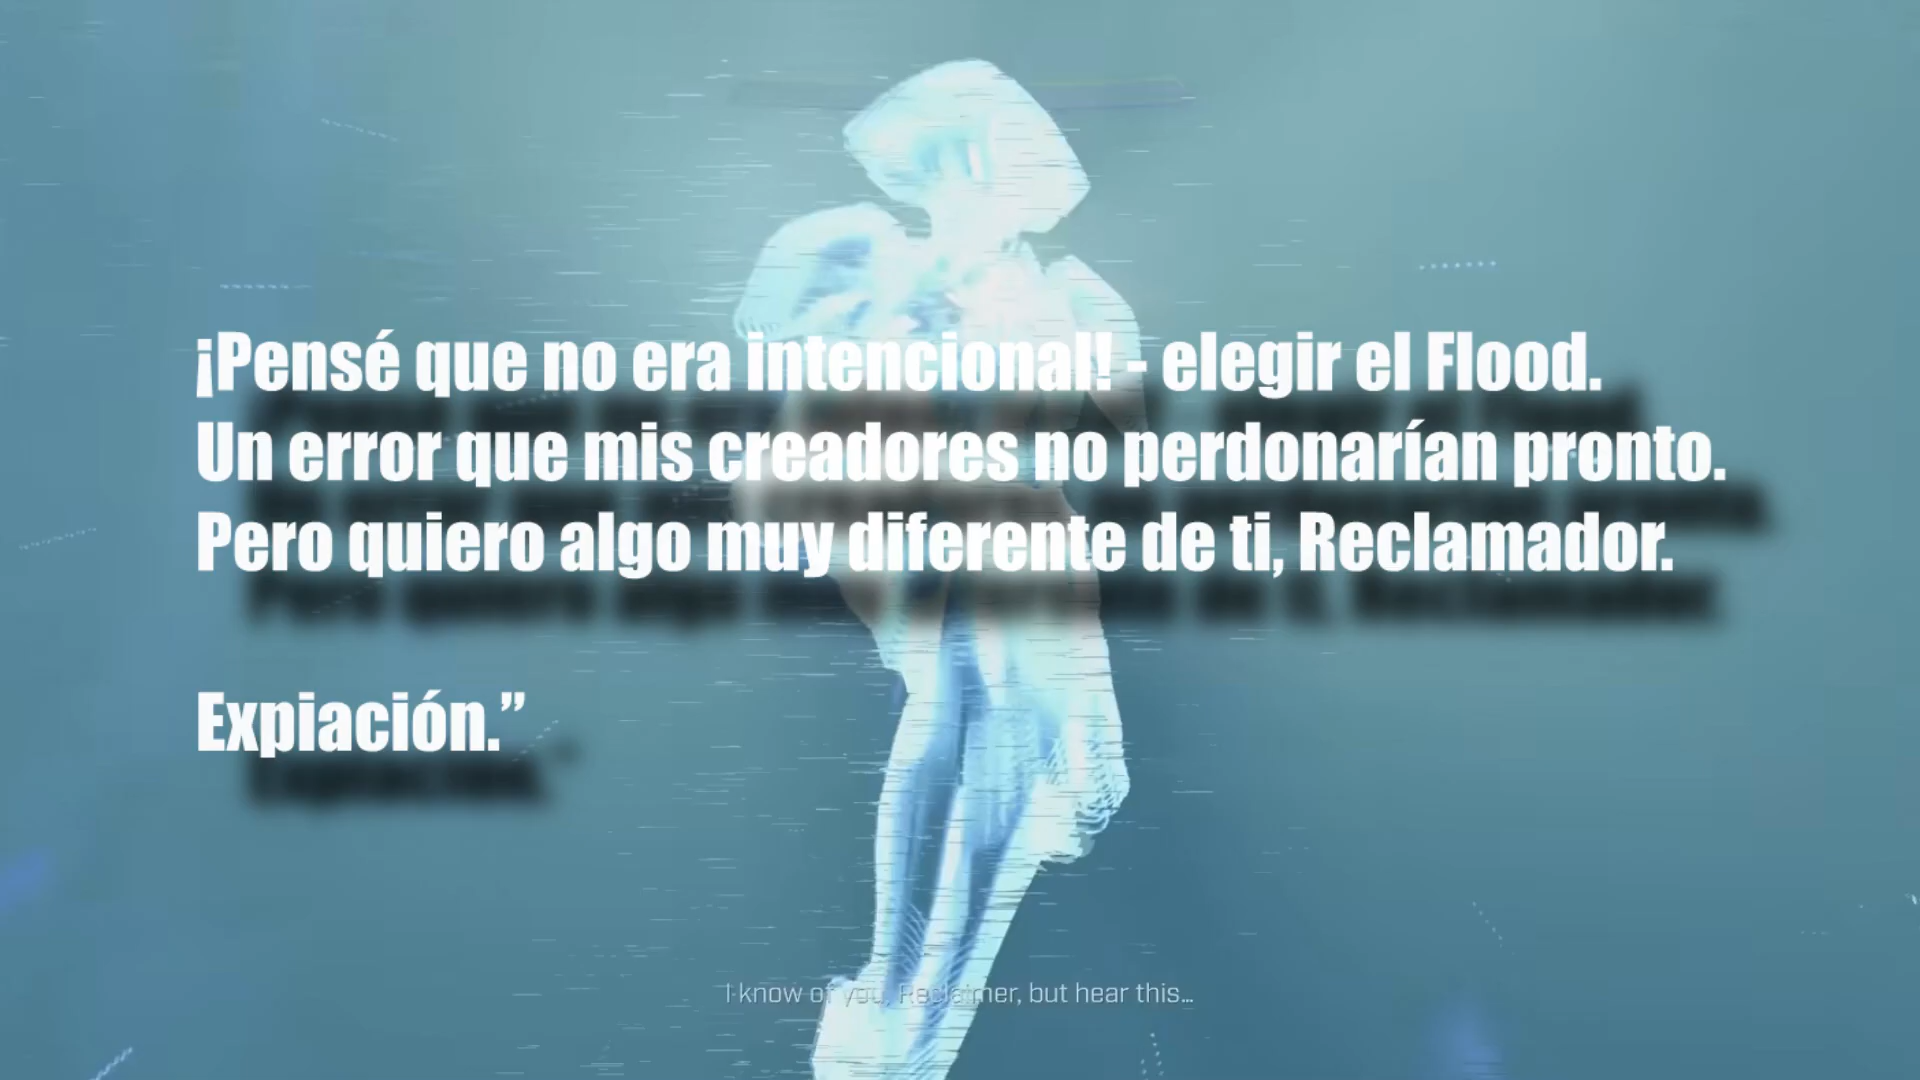 ¡Pensé que no era intencional! - elegir el Flood.
Un error que mis creadores no perdonarían pronto.
Pero quiero algo muy diferente de ti, Reclamador.
Expiación.”
I know of you, Reclaimer, but hear this...